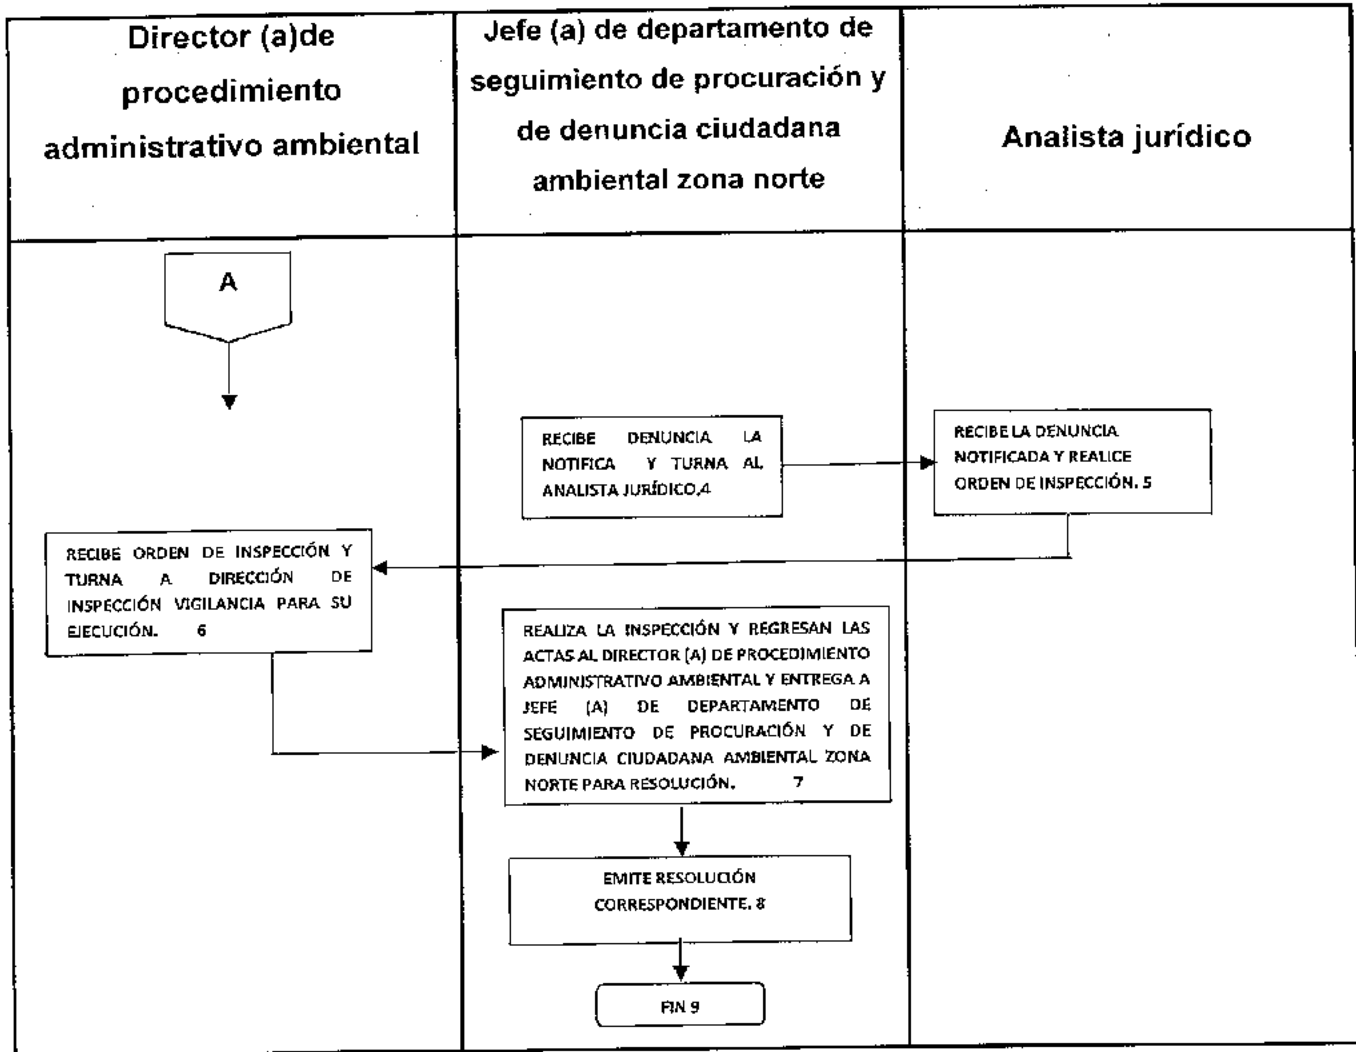 Director (a)de
procedimiento
administrativo ambiental
Jefe (a) de departamento de
seguimiento de procuración y
de denuncia ciudadana
ambiental zona norte
Analista jurídico
A
RECIBE DENUNCIA LA
NOTIFICA Y TURNA AL
ANALISTA JURÍDICO.4
RECIBE LA DENUNCIA
NOTIFICADA Y REALICE
ORDEN DE INSPECCIÓN. 5
RECIBE ORDEN DE INSPECCIÓN Y
TURNA A DIRECCIÓN DE
INSPECCIÓN VIGILANCIA PARA SU
EJECUCIÓN. 6
REALIZA LA INSPECCIÓN Y REGRESAN LAS
ACTAS AL DIRECTOR (A) DE PROCEDIMIENTO
ADMINISTRATIVO AMBIENTAL Y ENTREGA A
JEFE (A) DE DEPARTAMENTO DE
SEGUIMIENTO DE PROCURACIÓN Y DE
DENUNCIA CIUDADANA AMBIENTAL ZONA
NORTE PARA RESOLUCIÓN. 7
EMITE RESOLUCIÓN
CORRESPONDIENTE. 8
FIN 9